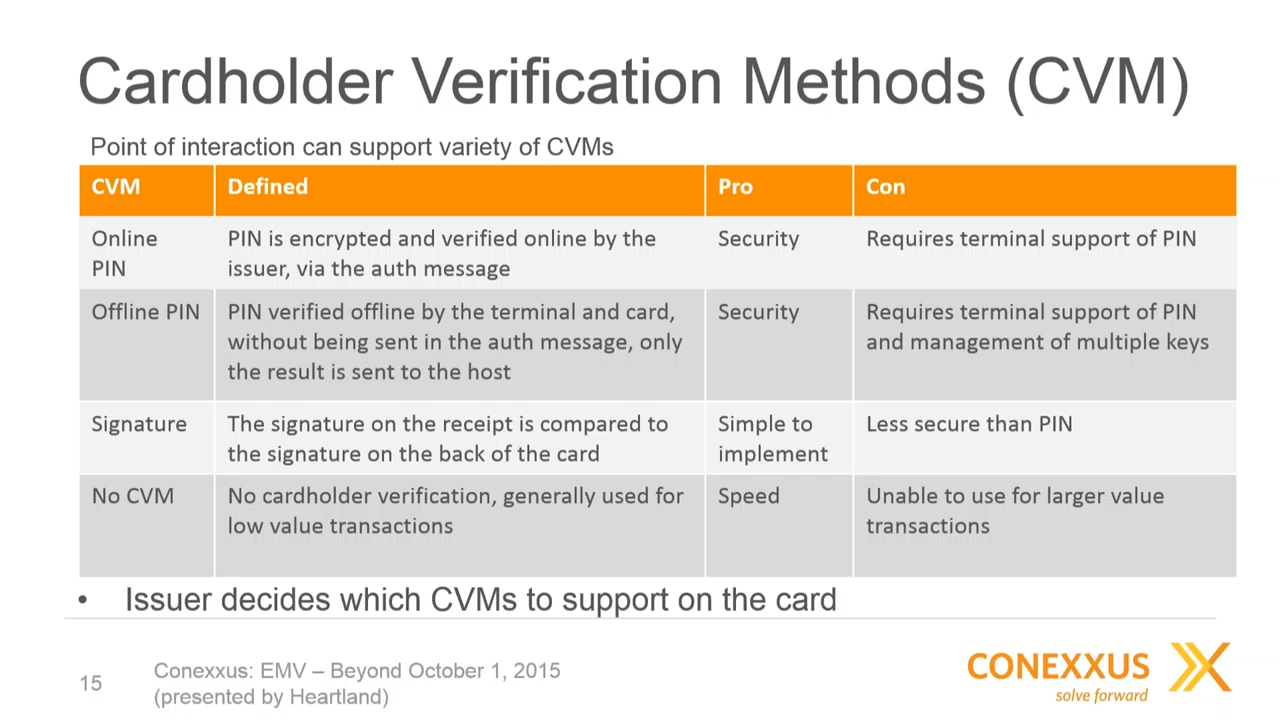 Cardholder Verification Methods (CVM)
Point of interaction can support variety of CVMs
CVM Defined Pro Con
Online
PIN
PIN is encrypted and verified online by the
issuer, via the auth message
Security
Requires terminal support of PIN
Offline PIN
PIN verified offline by the terminal and card,
without being sent in the auth message, only
the result is sent to the host
Security
Requires terminal support of PIN
and management of multiple keys
Signature
The signature on the receipt is compared to
the signature on the back of the card
Simple to
implement
Less secure than PIN
No CVM
No cardholder verification, generally used for
low value transactions
Speed
Unable to use for larger value
transactions
• Issuer decides which CVMs to support on the card
15
Conexxus: EMV – Beyond October 1, 2015
(presented by Heartland)
CONEXXUS
solve forward